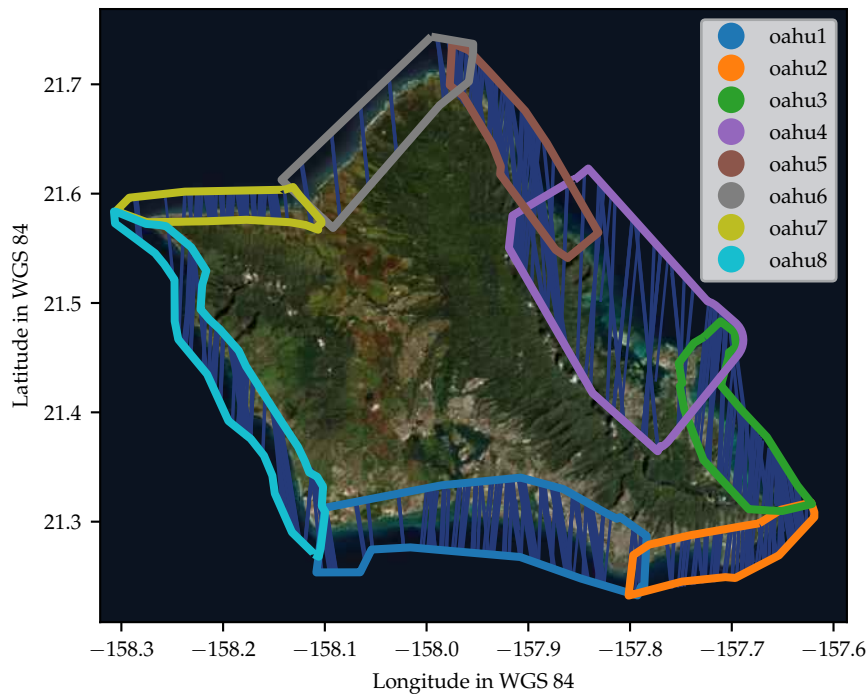 oahu1
oahu2
oahu3
oahu4
oahu5
oahu6
oahu7
oahu8
21.7
21.6
21.5
21.4
21.3
Latitude in WGS 84
−158.3 −158.2 −158.1 −158.0 −157.9 −157.8 −157.7 −157.6
Longitude in WGS 84